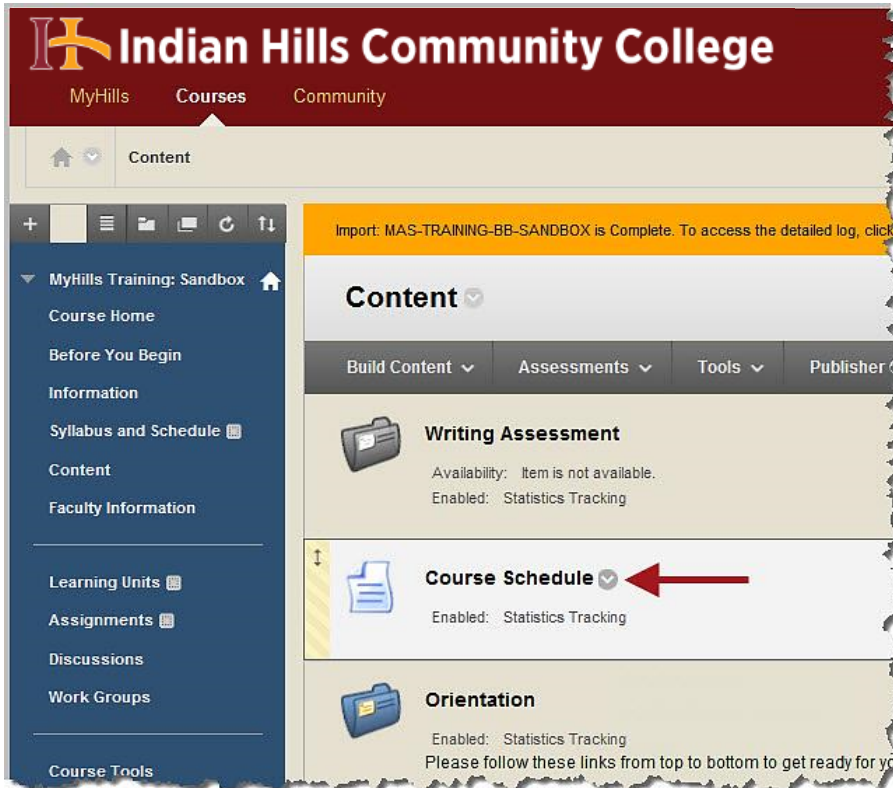 Indian Hills Community College
MyHills Courses Community
Content
Import: MAS-TRAINING-BB-SANDBOX is Complete. To access the detailed log, click
MyHills Training: Sandbox
Course Home
Before You Begin
Information
Syllabus and Schedule
Content
Faculty Information
Learning Units
Assignments
Discussions
Work Groups
Course Tools
Content
Build Content Assessments Tools Publisher
Writing Assessment
Availability: Item is not available.
Enabled: Statistics Tracking
Course Schedule
Enabled: Statistics Tracking
Orientation
Enabled: Statistics Tracking
Please follow these links from top to bottom to get ready for